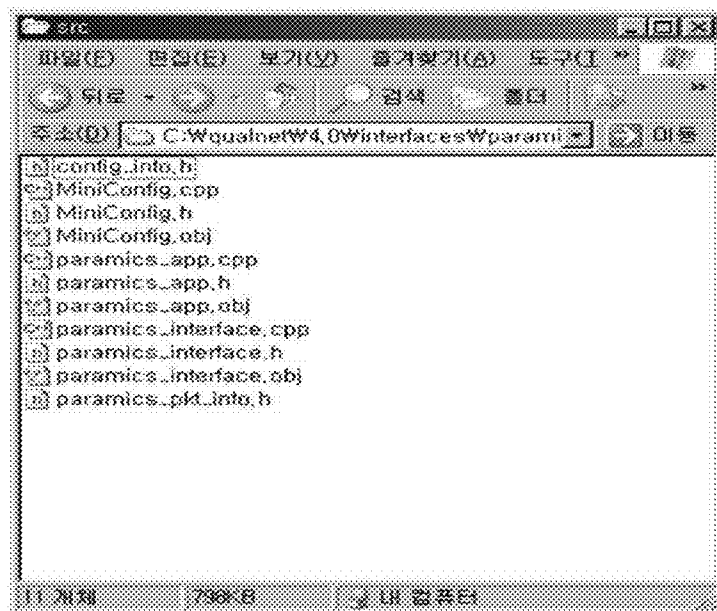 src
파일(F) 편집(E) 보기(V) 즐겨찾기(A) 도구(T »
뒤로 검색 폴더 »
주소(D) C:₩qualnet₩4,0₩interfaces₩parami 이동
config_info,h
MiniConfig,cpp
MiniConfig,h
MiniConfig,obj
paramics_app,cpp
paramics_app,h
paramics_app,obj
paramics_interface,cpp
paramics_interface,h
paramics_interface,obj
paramics_pkt_info,h
11 개체 798KB 내 컴퓨터